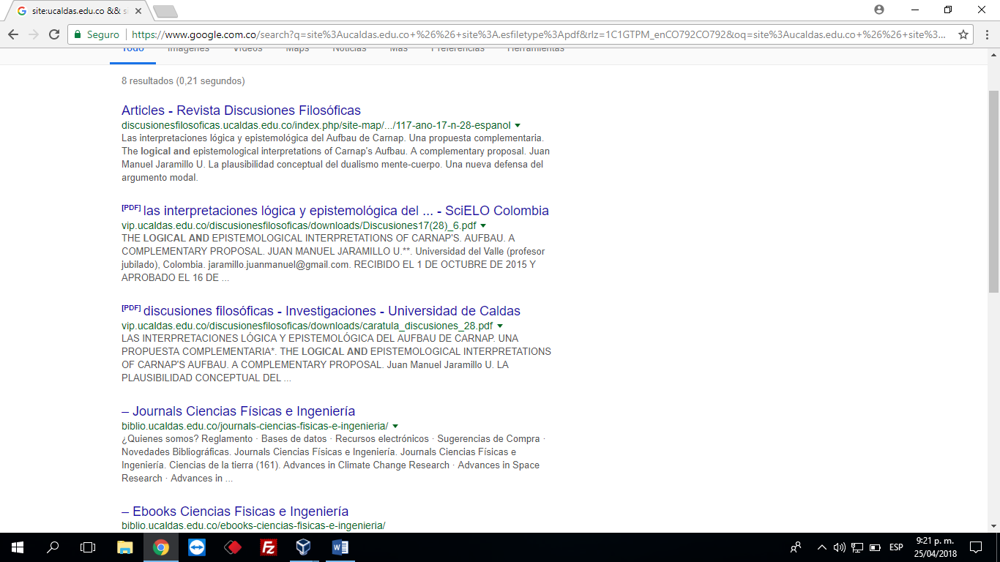 site:ucaldas.edu.co && s
Seguro
https://www.google.com.co/search?q=site%3Aucaldas.edu.co+%26%26+site%3A.esfiletype%3Apdf&rlz=1C1GTPM_enCO792CO792&oq=site%3Aucaldas.edu.co+%26%26+site%3...
Todo Imágenes Vídeos Maps Noticias Más Preferencias Herramientas
8 resultados (0,21 segundos)
Articles - Revista Discusiones Filosóficas
discusionesfilosoficas.ucaldas.edu.co/index.php/site-map/.../117-ano-17-n-28-espanol
Las interpretaciones lógica y epistemológica del Aufbau de Carnap. Una propuesta complementaria.
The logical and epistemological interpretations of Carnap's Aufbau. A complementary proposal. Juan
Manuel Jaramillo U. La plausibilidad conceptual del dualismo mente-cuerpo. Una nueva defensa del
argumento modal.
[PDF] las interpretaciones lógica y epistemológica del ... - SciELO Colombia
vip.ucaldas.edu.co/discusionesfilosoficas/downloads/Discusiones17(28)_6.pdf
THE LOGICAL AND EPISTEMOLOGICAL INTERPRETATIONS OF CARNAP'S. AUFBAU. A
COMPLEMENTARY PROPOSAL. JUAN MANUEL JARAMILLO U.**. Universidad del Valle (profesor
jubilado), Colombia. jaramillo.juanmanuel@gmail.com. RECIBIDO EL 1 DE OCTUBRE DE 2015 Y
APROBADO EL 16 DE ...
[PDF] discusiones filosóficas - Investigaciones - Universidad de Caldas
vip.ucaldas.edu.co/discusionesfilosoficas/downloads/caratula_discusiones_28.pdf
LAS INTERPRETACIONES LÓGICA Y EPISTEMOLÓGICA DEL AUFBAU DE CARNAP. UNA
PROPUESTA COMPLEMENTARIA*. THE LOGICAL AND EPISTEMOLOGICAL INTERPRETATIONS
OF CARNAP'S AUFBAU. A COMPLEMENTARY PROPOSAL. Juan Manuel Jaramillo U. LA
PLAUSIBILIDAD CONCEPTUAL DEL ...
– Journals Ciencias Físicas e Ingeniería
biblio.ucaldas.edu.co/journals-ciencias-fisicas-e-ingenieria/
¿Quienes somos? Reglamento · Bases de datos · Recursos electrónicos · Sugerencias de Compra ·
Novedades Bibliográficas. Journals Ciencias Físicas e Ingeniería. Journals Ciencias Físicas e
Ingeniería. Ciencias de la tierra (161). Advances in Climate Change Research · Advances in Space
Research · Advances in ...
– Ebooks Ciencias Fisicas e Ingeniería
biblio.ucaldas.edu.co/ebooks-ciencias-fisicas-e-ingenieria/
ESP
9:21 p. m.
25/04/2018